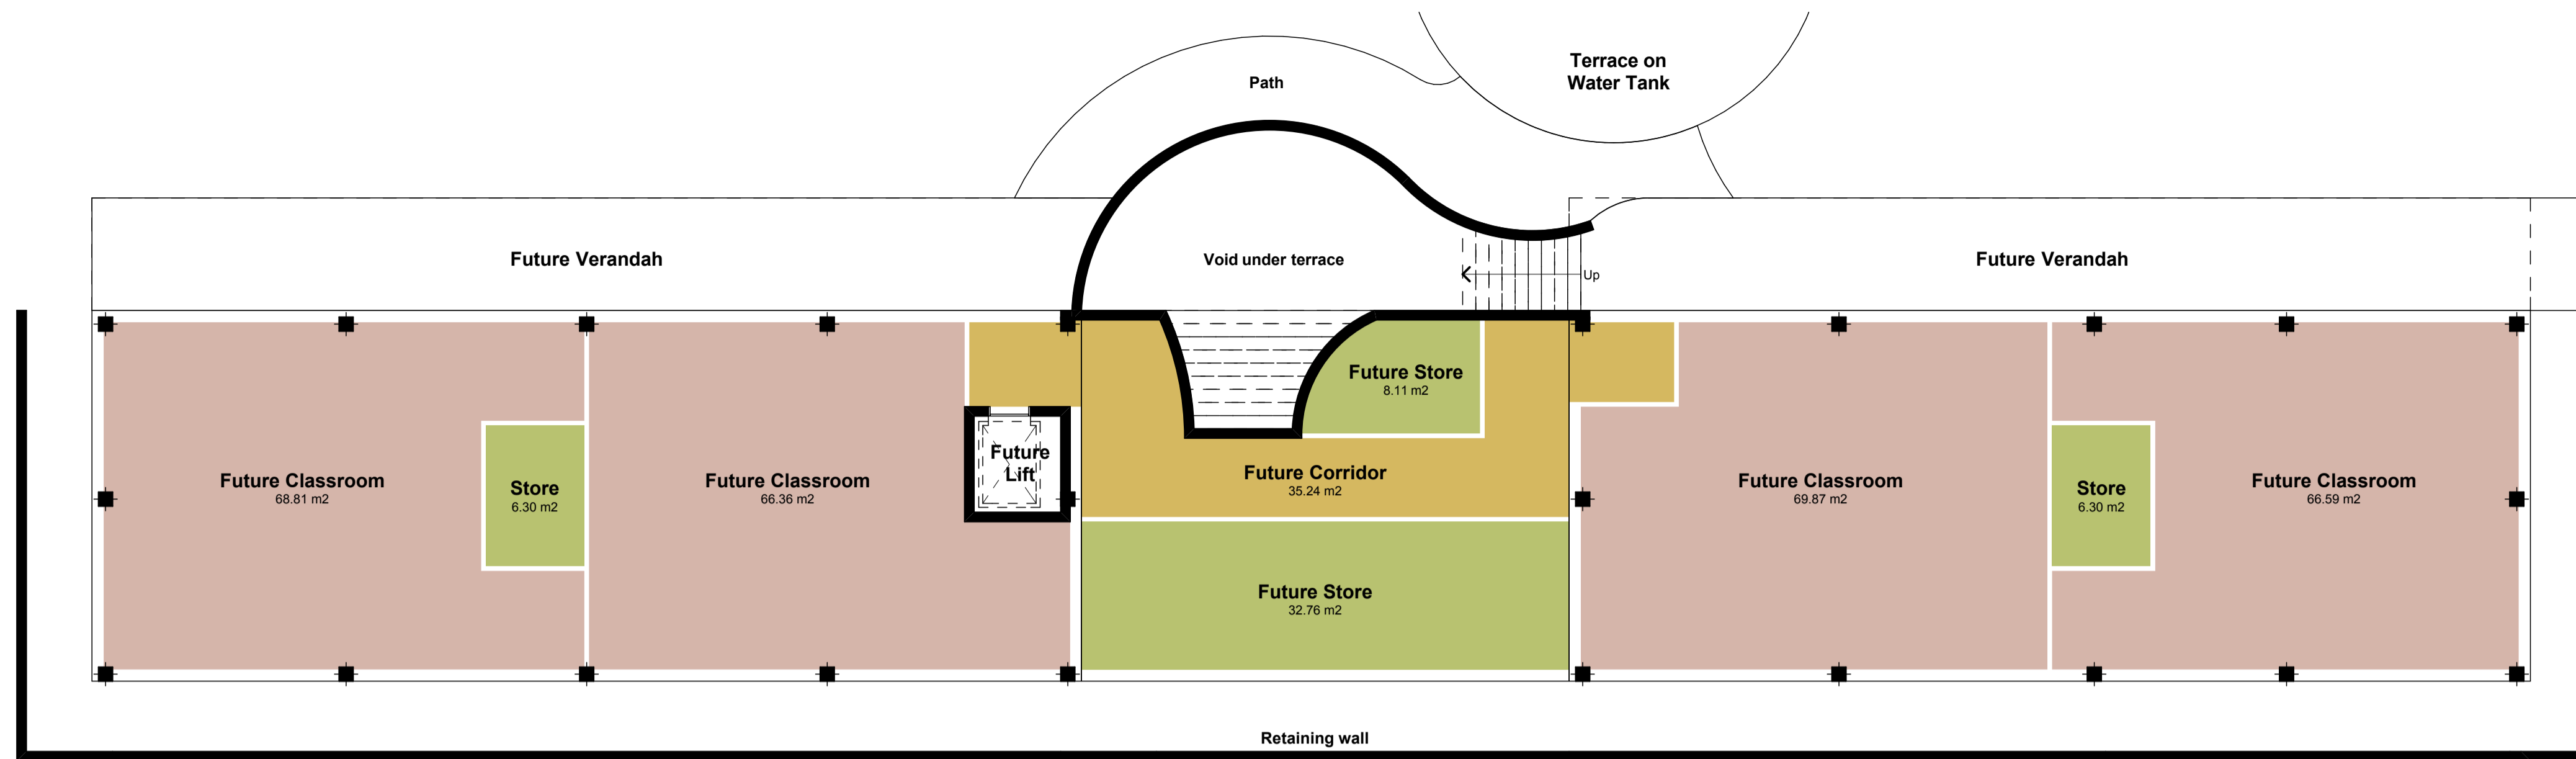 Terrace on
Water Tank
Path
Future Verandah
Void under terrace
Up
Future Verandah
Future Store
8.11 m2
Future Classroom
68.81 m2
Store
6.30 m2
Future Classroom
66.36 m2
Future
Lift
Future Corridor
35.24 m2
Future Classroom
69.87 m2
Store
6.30 m2
Future Classroom
66.59 m2
Future Store
32.76 m2
Retaining wall